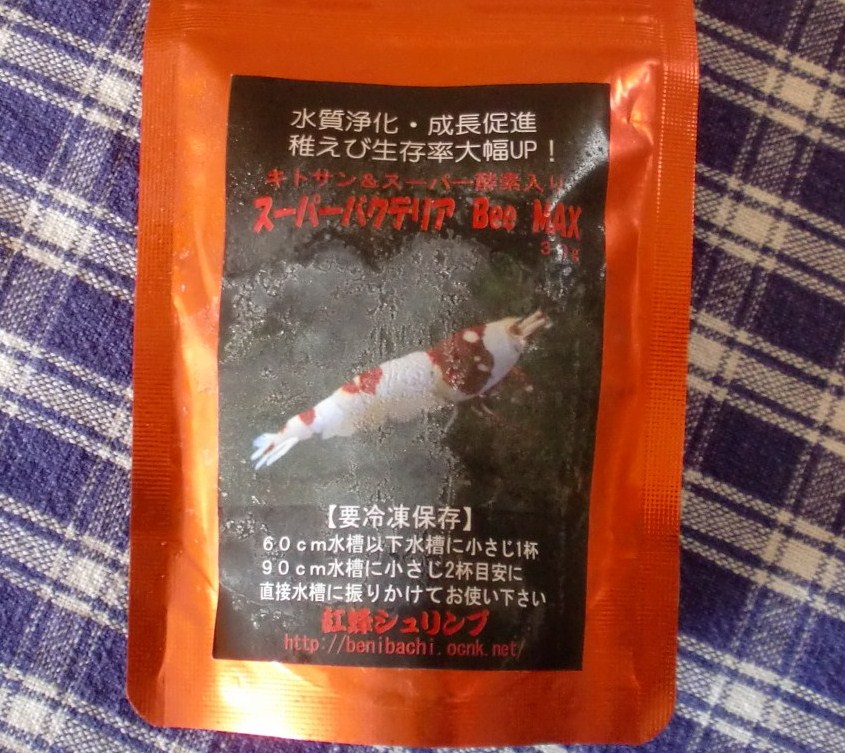 水質浄化・成長促進
稚えび生存率大幅UP！
キトサン＆スーパー酵素入り
スーパーバクテリア Bee MAX
【要冷凍保存】
６０ｃｍ水槽以下水槽に小さじ1杯
９０ｃｍ水槽に小さじ2杯目安に
直接水槽に振りかけてお使い下さい
紅蜂シュリンプ
http://benibachi.ocnk.net/